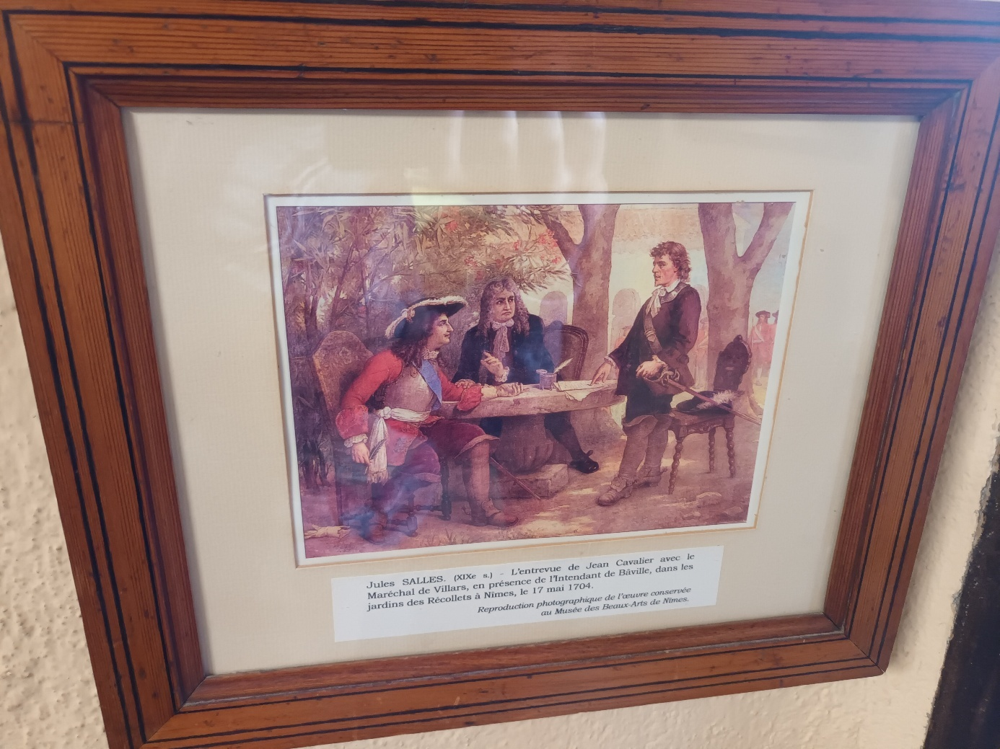 Jules SALLES. (XIXe s.) - L'entrevue de Jean Cavalier avec le
Maréchal de Villars, en présence de l'Intendant de Bâville, dans les
jardins des Récollets à Nîmes, le 17 mai 1704.
Reproduction photographique de l'œuvre conservée
au Musée des Beaux-Arts de Nîmes.